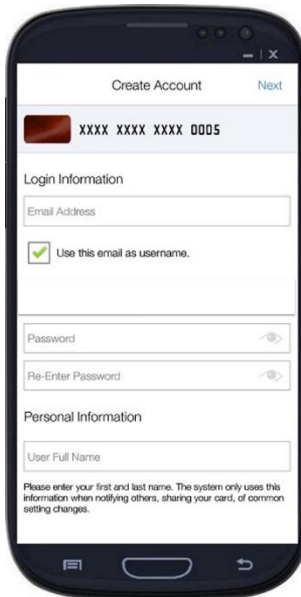 Create Account Next
XXXX XXXX XXXX 0005
Login Information
Email Address
Use this email as username.
Password
Re-Enter Password
Personal Information
User Full Name
Please enter your first and last name. The system only uses this
information when notifying others, sharing your card, of common
setting changes.